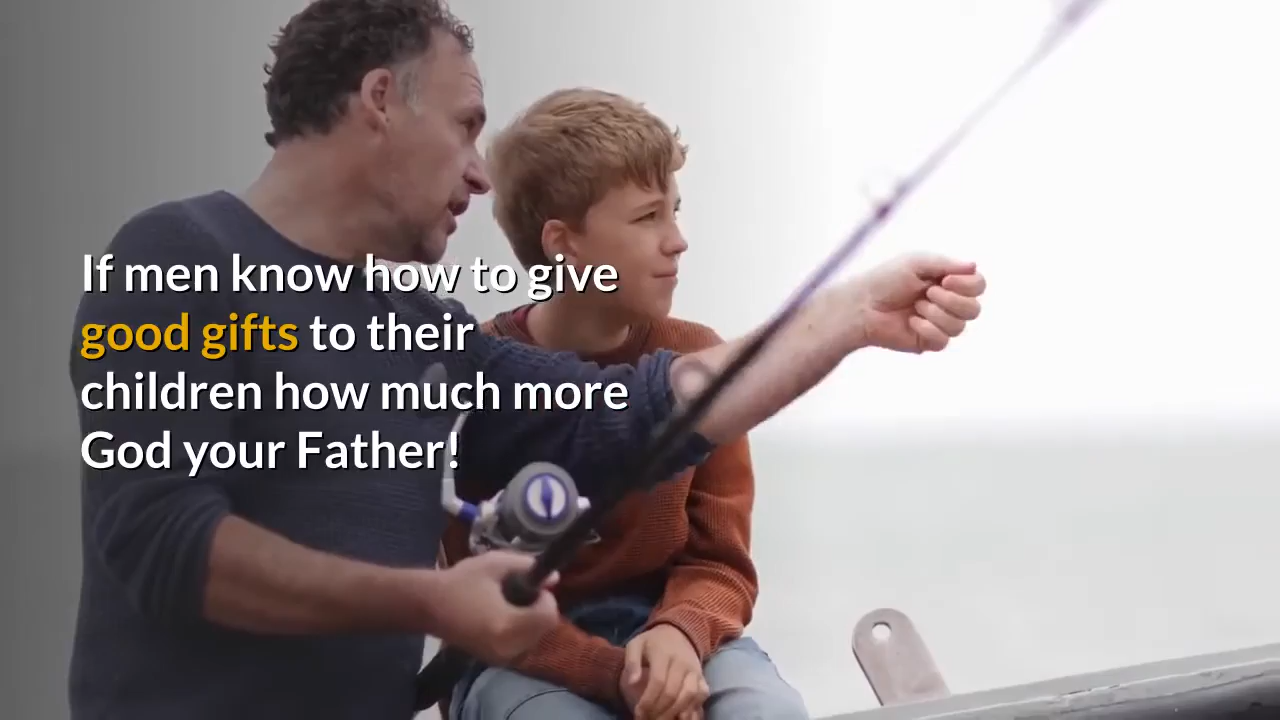 If men know how to give
good gifts to their
children how much more
God your Father!